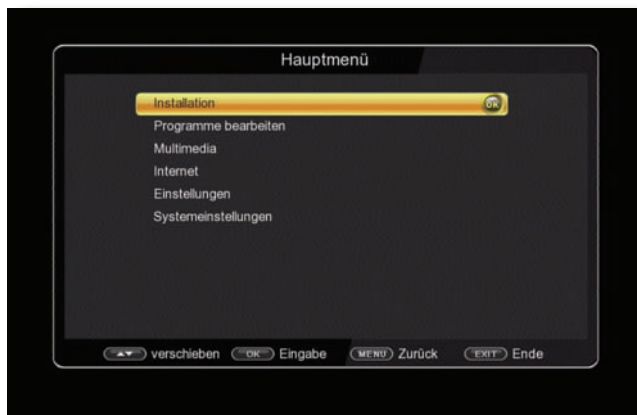 Hauptmenü
Installation OK
Programme bearbeiten
Multimedia
Internet
Einstellungen
Systemeinstellungen
verschieben OK Eingabe MENU Zurück EXIT Ende